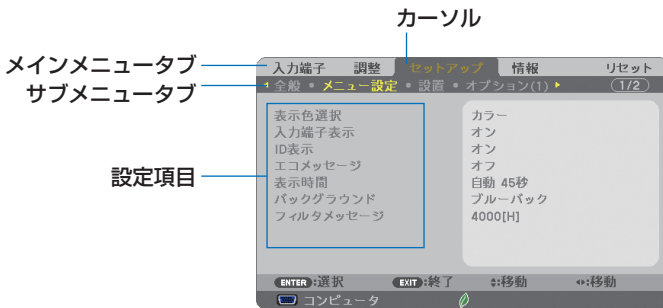 カーソル
メインメニュータブ
入力端子 調整 セットアップ 情報 リセット
サブメニュータブ
1 全般 • メニュー設定 • 設置 • オプション(1) ▶ (1/2)
設定項目
表示色選択 カラー
入力端子表示 オン
ID表示 オン
エコメッセージ オフ
表示時間 自動 45秒
バックグラウンド ブルーバック
フィルタメッセージ 4000[H]
ENTER:選択 EXIT:終了 ⬍:移動 ⬌:移動
コンピュータ